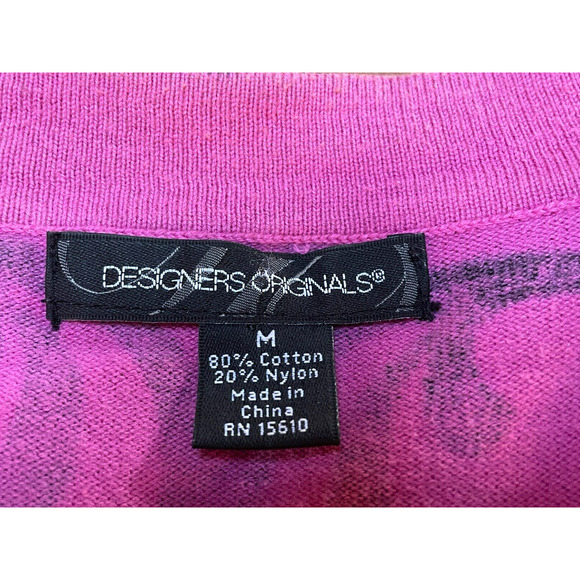 DESIGNERS ORIGINALS®
M
80% Cotton
20% Nylon
Made in
China
RN 15610